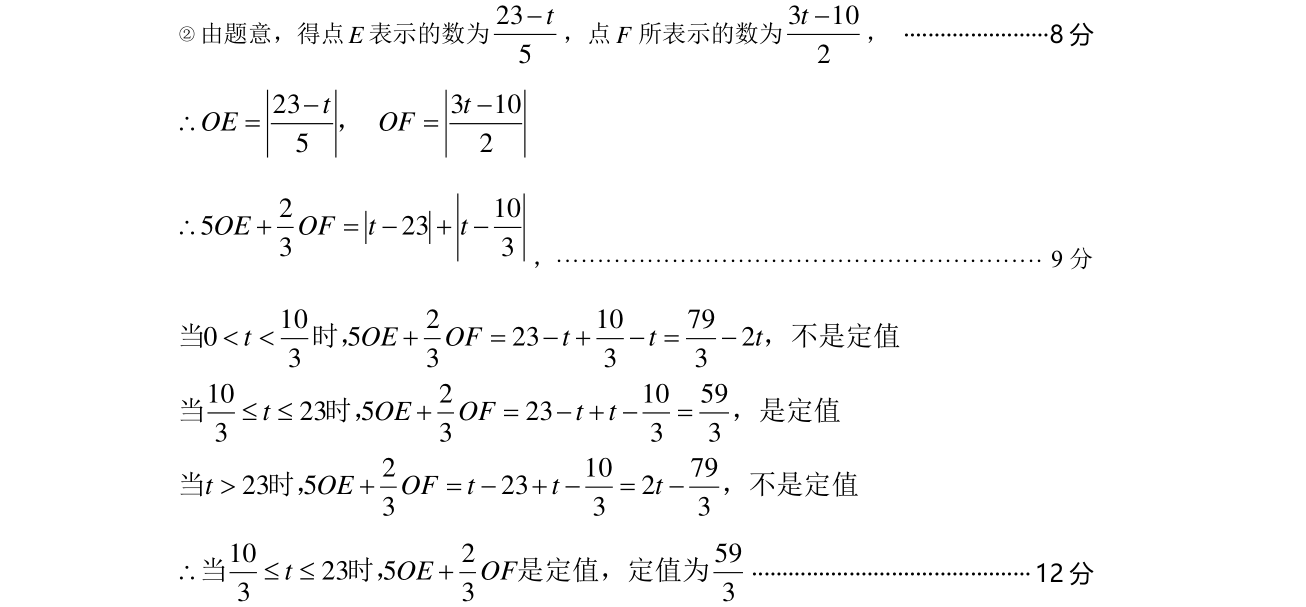 ② 由题意，得点 E 表示的数为 (23−t)/5 ，点 F 所表示的数为 (3t−10)/2 ， ························8 分
∴OE = |(23−t)/5|， OF = |(3t−10)/2|
∴5OE + 2/3 OF = |t−23| + |t − 10/3| ，·························································· 9 分
当0 < t < 10/3 时,5OE + 2/3 OF = 23−t + 10/3 − t = 79/3 − 2t，不是定值
当10/3 ≤ t ≤ 23时,5OE + 2/3 OF = 23−t + t − 10/3 = 59/3，是定值
当t > 23时,5OE + 2/3 OF = t−23 + t − 10/3 = 2t − 79/3，不是定值
∴当10/3 ≤ t ≤ 23时,5OE + 2/3 OF是定值，定值为59/3 ·············································12 分